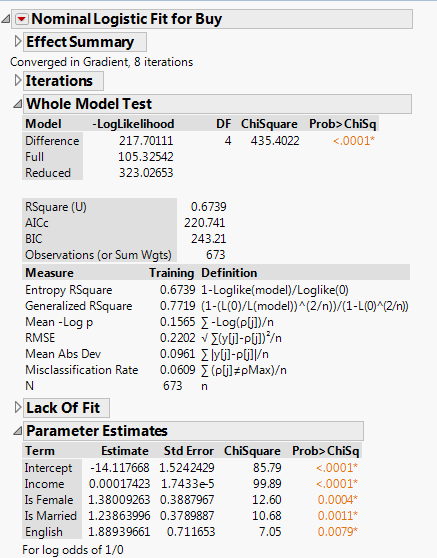 Nominal Logistic Fit for Buy
Effect Summary
Converged in Gradient, 8 iterations
Iterations
Whole Model Test
Model -LogLikelihood DF ChiSquare Prob>ChiSq
Difference 217.70111 4 435.4022 <.0001*
Full 105.32542
Reduced 323.02653
RSquare (U) 0.6739
AICc 220.741
BIC 243.21
Observations (or Sum Wgts) 673
Measure Training Definition
Entropy RSquare 0.6739 1-Loglike(model)/Loglike(0)
Generalized RSquare 0.7719 (1-(L(0)/L(model))^(2/n))/(1-L(0)^(2/n))
Mean -Log p 0.1565 ∑ -Log(ρ[j])/n
RMSE 0.2202 √ ∑(y[j]-ρ[j])²/n
Mean Abs Dev 0.0961 ∑ |y[j]-ρ[j]|/n
Misclassification Rate 0.0609 ∑ (ρ[j]≠ρMax)/n
N 673 n
Lack Of Fit
Parameter Estimates
Term Estimate Std Error ChiSquare Prob>ChiSq
Intercept -14.117668 1.5242429 85.79 <.0001*
Income 0.00017423 1.7433e-5 99.89 <.0001*
Is Female 1.38009263 0.3887967 12.60 0.0004*
Is Married 1.23863996 0.3789887 10.68 0.0011*
English 1.88939661 0.711653 7.05 0.0079*
For log odds of 1/0